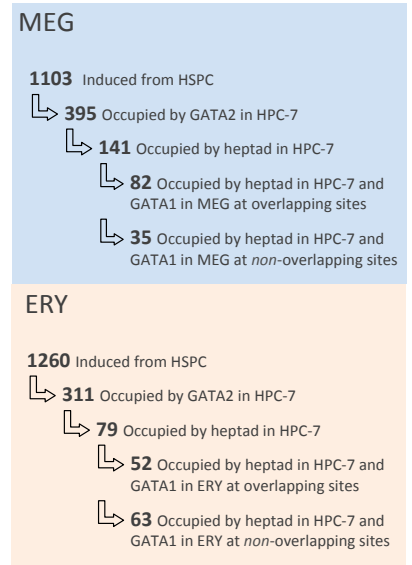 MEG
1103 Induced from HSPC
395 Occupied by GATA2 in HPC-7
141 Occupied by heptad in HPC-7
82 Occupied by heptad in HPC-7 and
GATA1 in MEG at overlapping sites
35 Occupied by heptad in HPC-7 and
GATA1 in MEG at non-overlapping sites
ERY
1260 Induced from HSPC
311 Occupied by GATA2 in HPC-7
79 Occupied by heptad in HPC-7
52 Occupied by heptad in HPC-7 and
GATA1 in ERY at overlapping sites
63 Occupied by heptad in HPC-7 and
GATA1 in ERY at non-overlapping sites